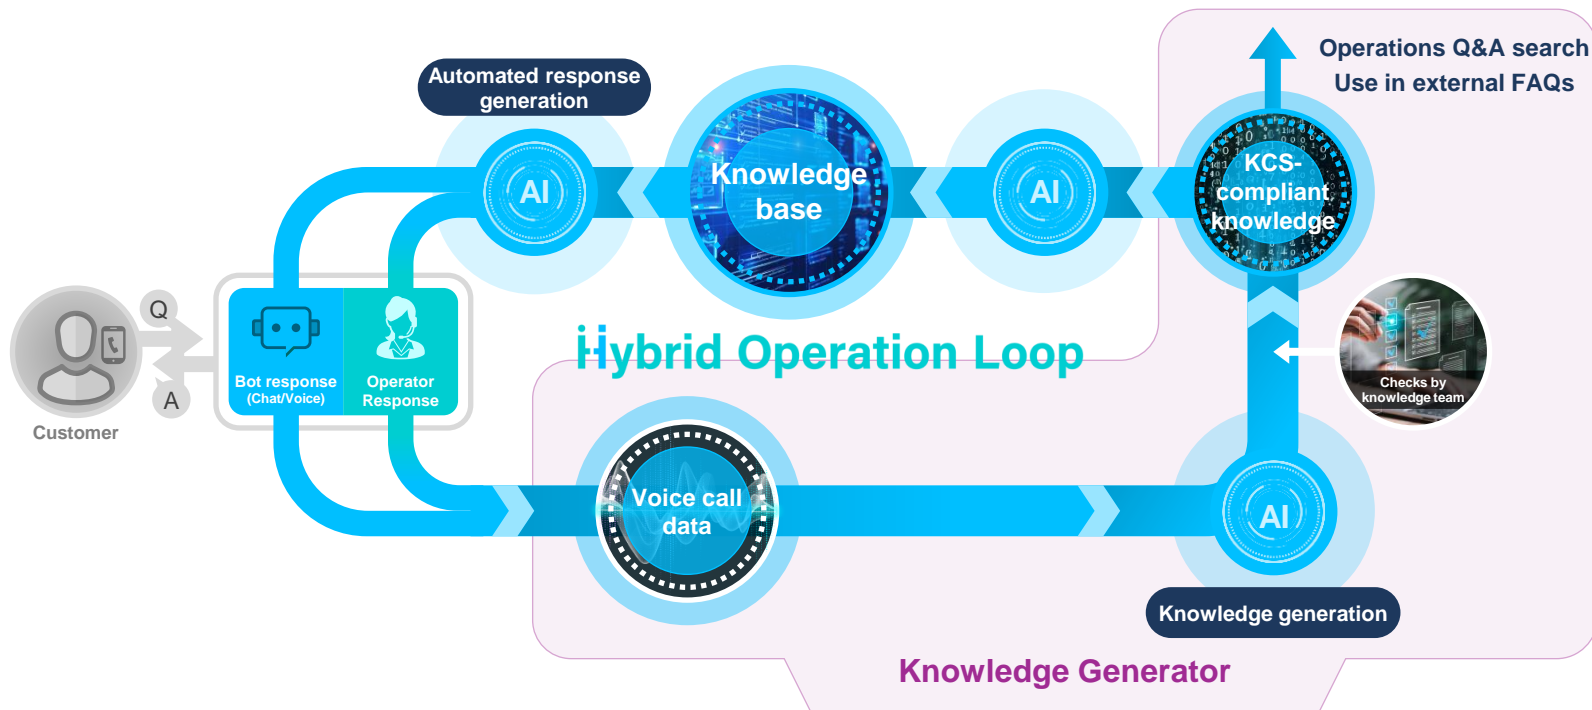 Operations Q&A search
Use in external FAQs
Automated response
generation
AI
Knowledge
base
AI
KCS-
compliant
knowledge
Q
A
Customer
Bot response
(Chat/Voice)
Operator
Response
Hybrid Operation Loop
Checks by
knowledge team
Voice call
data
AI
Knowledge generation
Knowledge Generator